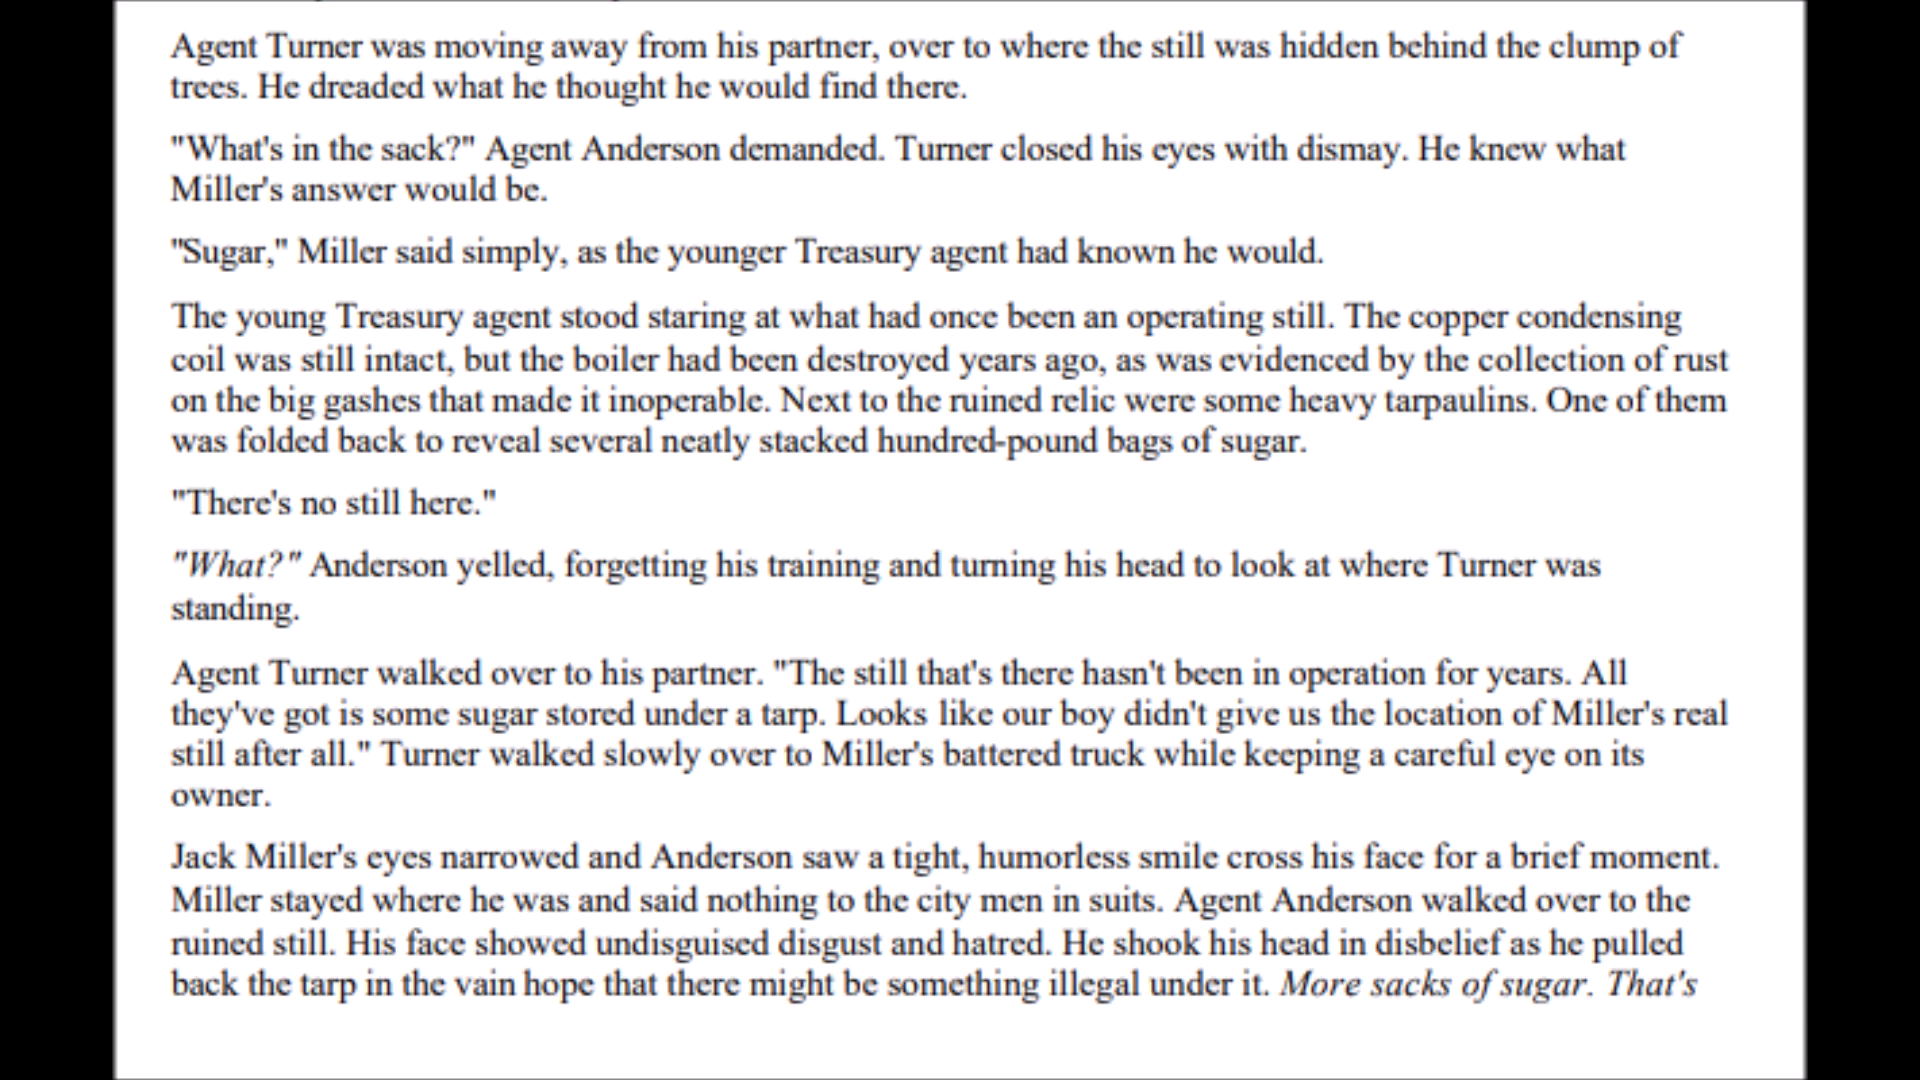 Agent Turner was moving away from his partner, over to where the still was hidden behind the clump of
trees. He dreaded what he thought he would find there.
"What's in the sack?" Agent Anderson demanded. Turner closed his eyes with dismay. He knew what
Miller's answer would be.
"Sugar," Miller said simply, as the younger Treasury agent had known he would.
The young Treasury agent stood staring at what had once been an operating still. The copper condensing
coil was still intact, but the boiler had been destroyed years ago, as was evidenced by the collection of rust
on the big gashes that made it inoperable. Next to the ruined relic were some heavy tarpaulins. One of them
was folded back to reveal several neatly stacked hundred-pound bags of sugar.
"There's no still here."
"What?" Anderson yelled, forgetting his training and turning his head to look at where Turner was
standing.
Agent Turner walked over to his partner. "The still that's there hasn't been in operation for years. All
they've got is some sugar stored under a tarp. Looks like our boy didn't give us the location of Miller's real
still after all." Turner walked slowly over to Miller's battered truck while keeping a careful eye on its
owner.
Jack Miller's eyes narrowed and Anderson saw a tight, humorless smile cross his face for a brief moment.
Miller stayed where he was and said nothing to the city men in suits. Agent Anderson walked over to the
ruined still. His face showed undisguised disgust and hatred. He shook his head in disbelief as he pulled
back the tarp in the vain hope that there might be something illegal under it. More sacks of sugar. That's